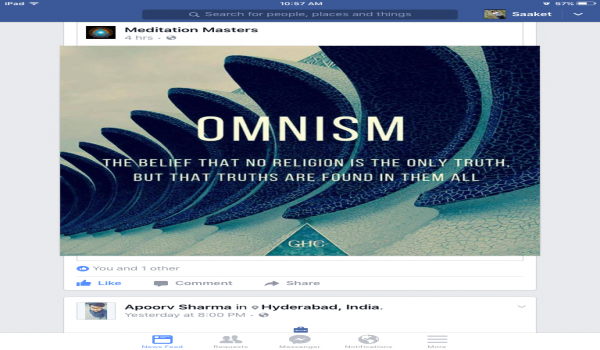 iPad
10:57 AM
57%
Search for people, places and things
Saaket
Meditation Masters
4 hrs ·
OMNISM
THE BELIEF THAT NO RELIGION IS THE ONLY TRUTH,
BUT THAT TRUTHS ARE FOUND IN THEM ALL
GHC
You and 1 other
Like Comment Share
Apoorv Sharma in Hyderabad, India.
Yesterday at 8:00 PM ·
News Feed Requests Messenger Notifications More